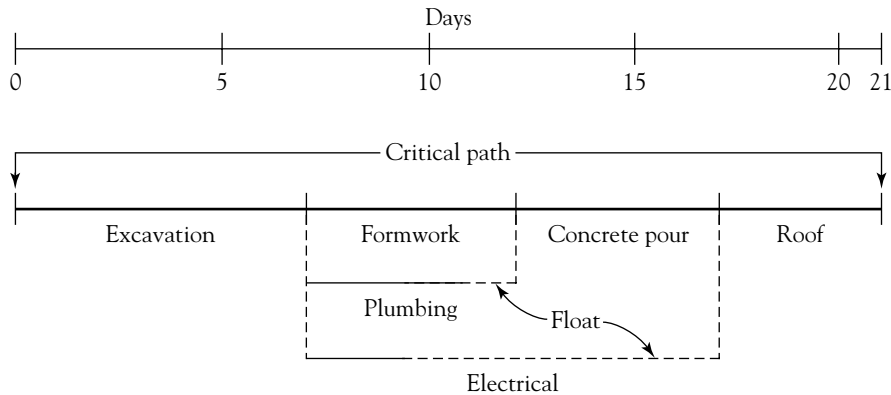 Days
0 5 10 15 20 21
Critical path
Excavation Formwork Concrete pour Roof
Plumbing
Float
Electrical